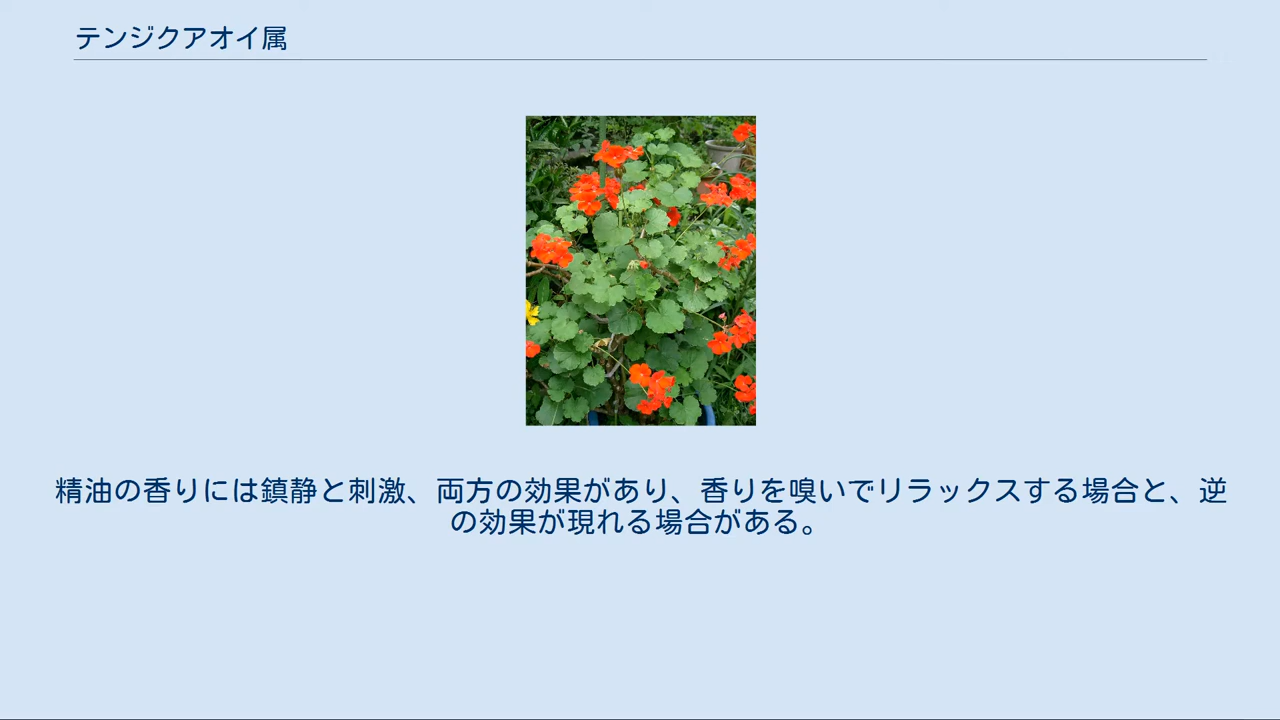 テンジクアオイ属
精油の香りには鎮静と刺激、両方の効果があり、香りを嗅いでリラックスする場合と、逆
の効果が現れる場合がある。